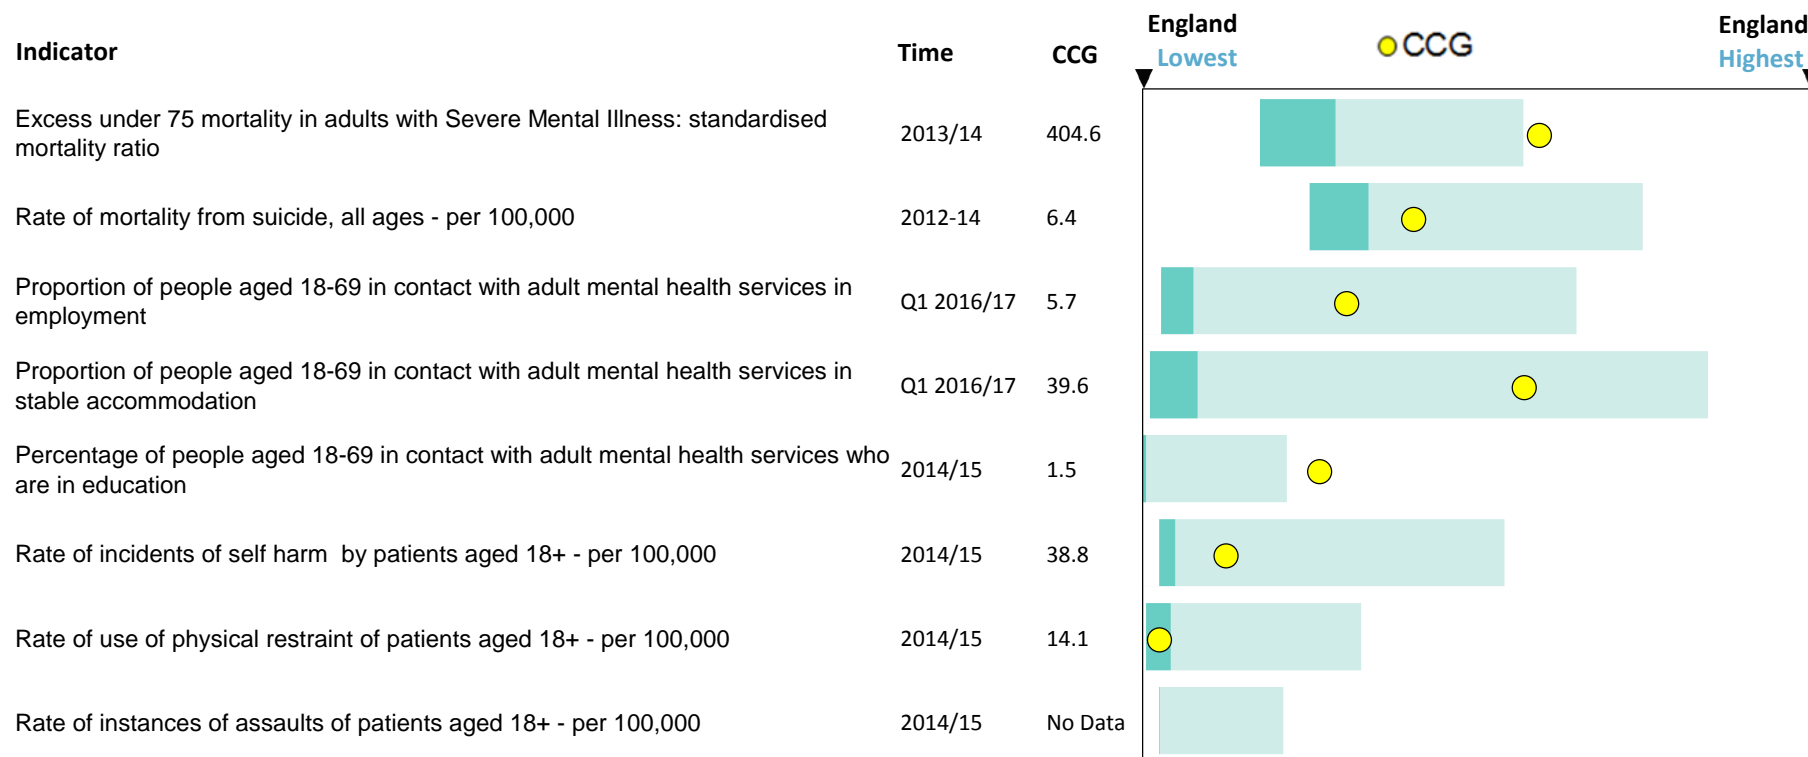 England England
Indicator Time CCG Lowest CCG Highest
Excess under 75 mortality in adults with Severe Mental Illness: standardised
mortality ratio 2013/14 404.6
Rate of mortality from suicide, all ages - per 100,000 2012-14 6.4
Proportion of people aged 18-69 in contact with adult mental health services in
employment Q1 2016/17 5.7
Proportion of people aged 18-69 in contact with adult mental health services in
stable accommodation Q1 2016/17 39.6
Percentage of people aged 18-69 in contact with adult mental health services who
are in education 2014/15 1.5
Rate of incidents of self harm  by patients aged 18+ - per 100,000 2014/15 38.8
Rate of use of physical restraint of patients aged 18+ - per 100,000 2014/15 14.1
Rate of instances of assaults of patients aged 18+ - per 100,000 2014/15 No Data